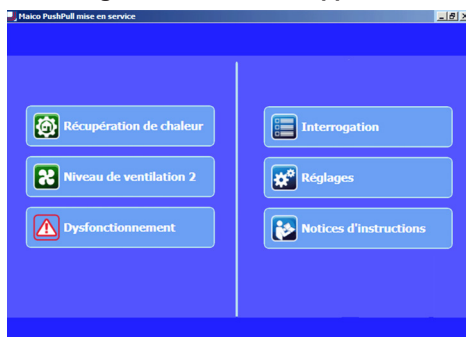 Maico PushPull mise en service
Récupération de chaleur
Niveau de ventilation 2
Dysfonctionnement
Interrogation
Réglages
Notices d'instructions